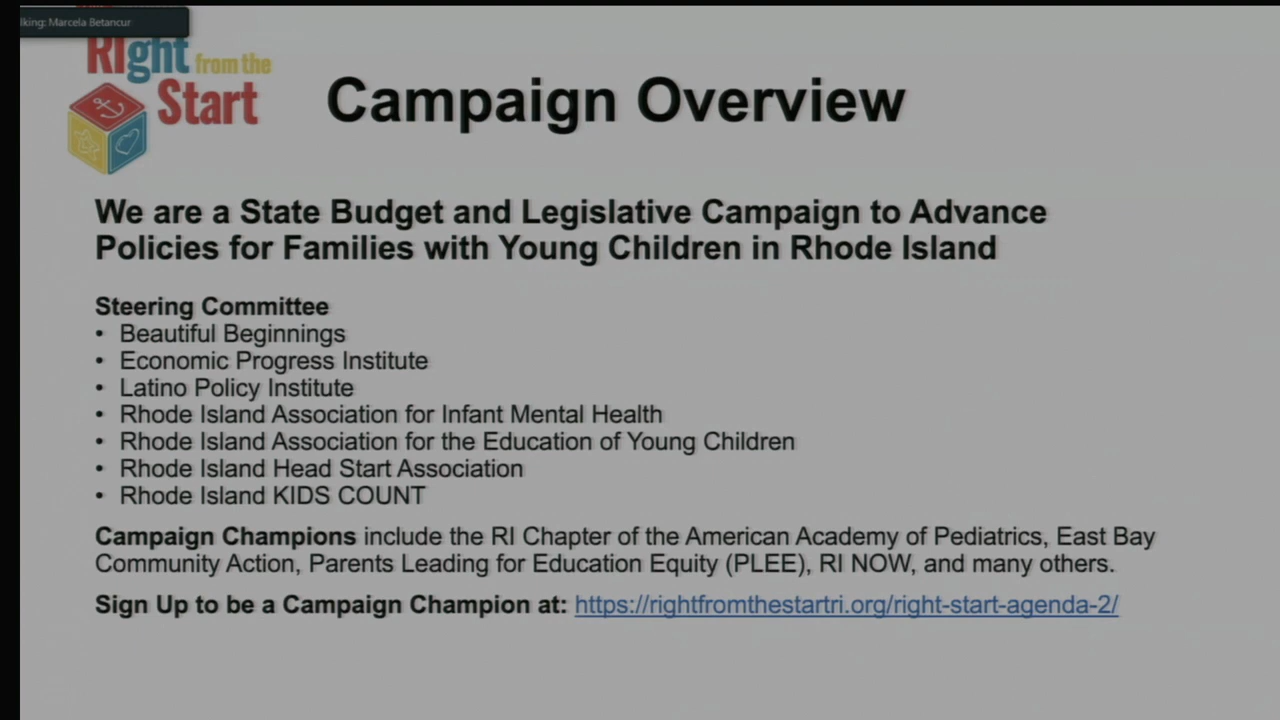 lking: Marcela Betancur
RIght from the
Start
Campaign Overview
We are a State Budget and Legislative Campaign to Advance
Policies for Families with Young Children in Rhode Island
Steering Committee
• Beautiful Beginnings
• Economic Progress Institute
• Latino Policy Institute
• Rhode Island Association for Infant Mental Health
• Rhode Island Association for the Education of Young Children
• Rhode Island Head Start Association
• Rhode Island KIDS COUNT
Campaign Champions include the RI Chapter of the American Academy of Pediatrics, East Bay
Community Action, Parents Leading for Education Equity (PLEE), RI NOW, and many others.
Sign Up to be a Campaign Champion at: https://rightfromthestartri.org/right-start-agenda-2/